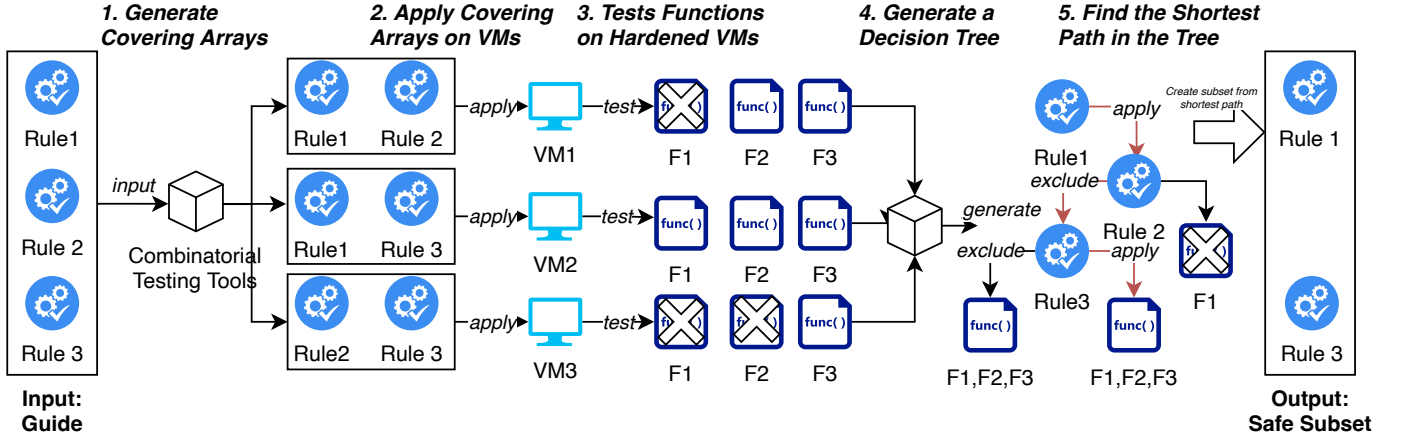 1. Generate
Covering Arrays
2. Apply Covering
Arrays on VMs
3. Tests Functions
on Hardened VMs
4. Generate a
Decision Tree
5. Find the Shortest
Path in the Tree
Rule1
Rule 2
Rule 3
Input:
Guide
input
Combinatorial
Testing Tools
Rule1
Rule 2
apply
VM1
test
F1
func( )
F2
func( )
F3
Rule1
Rule 3
apply
VM2
test
func( )
F1
func( )
F2
func( )
F3
Rule2
Rule 3
apply
VM3
test
F1
F2
func( )
F3
generate
apply
Rule1
exclude
Rule 2
exclude
apply
Rule3
F1
func( )
F1,F2,F3
func( )
F1,F2,F3
Create subset from
shortest path
Rule 1
Rule 3
Output:
Safe Subset